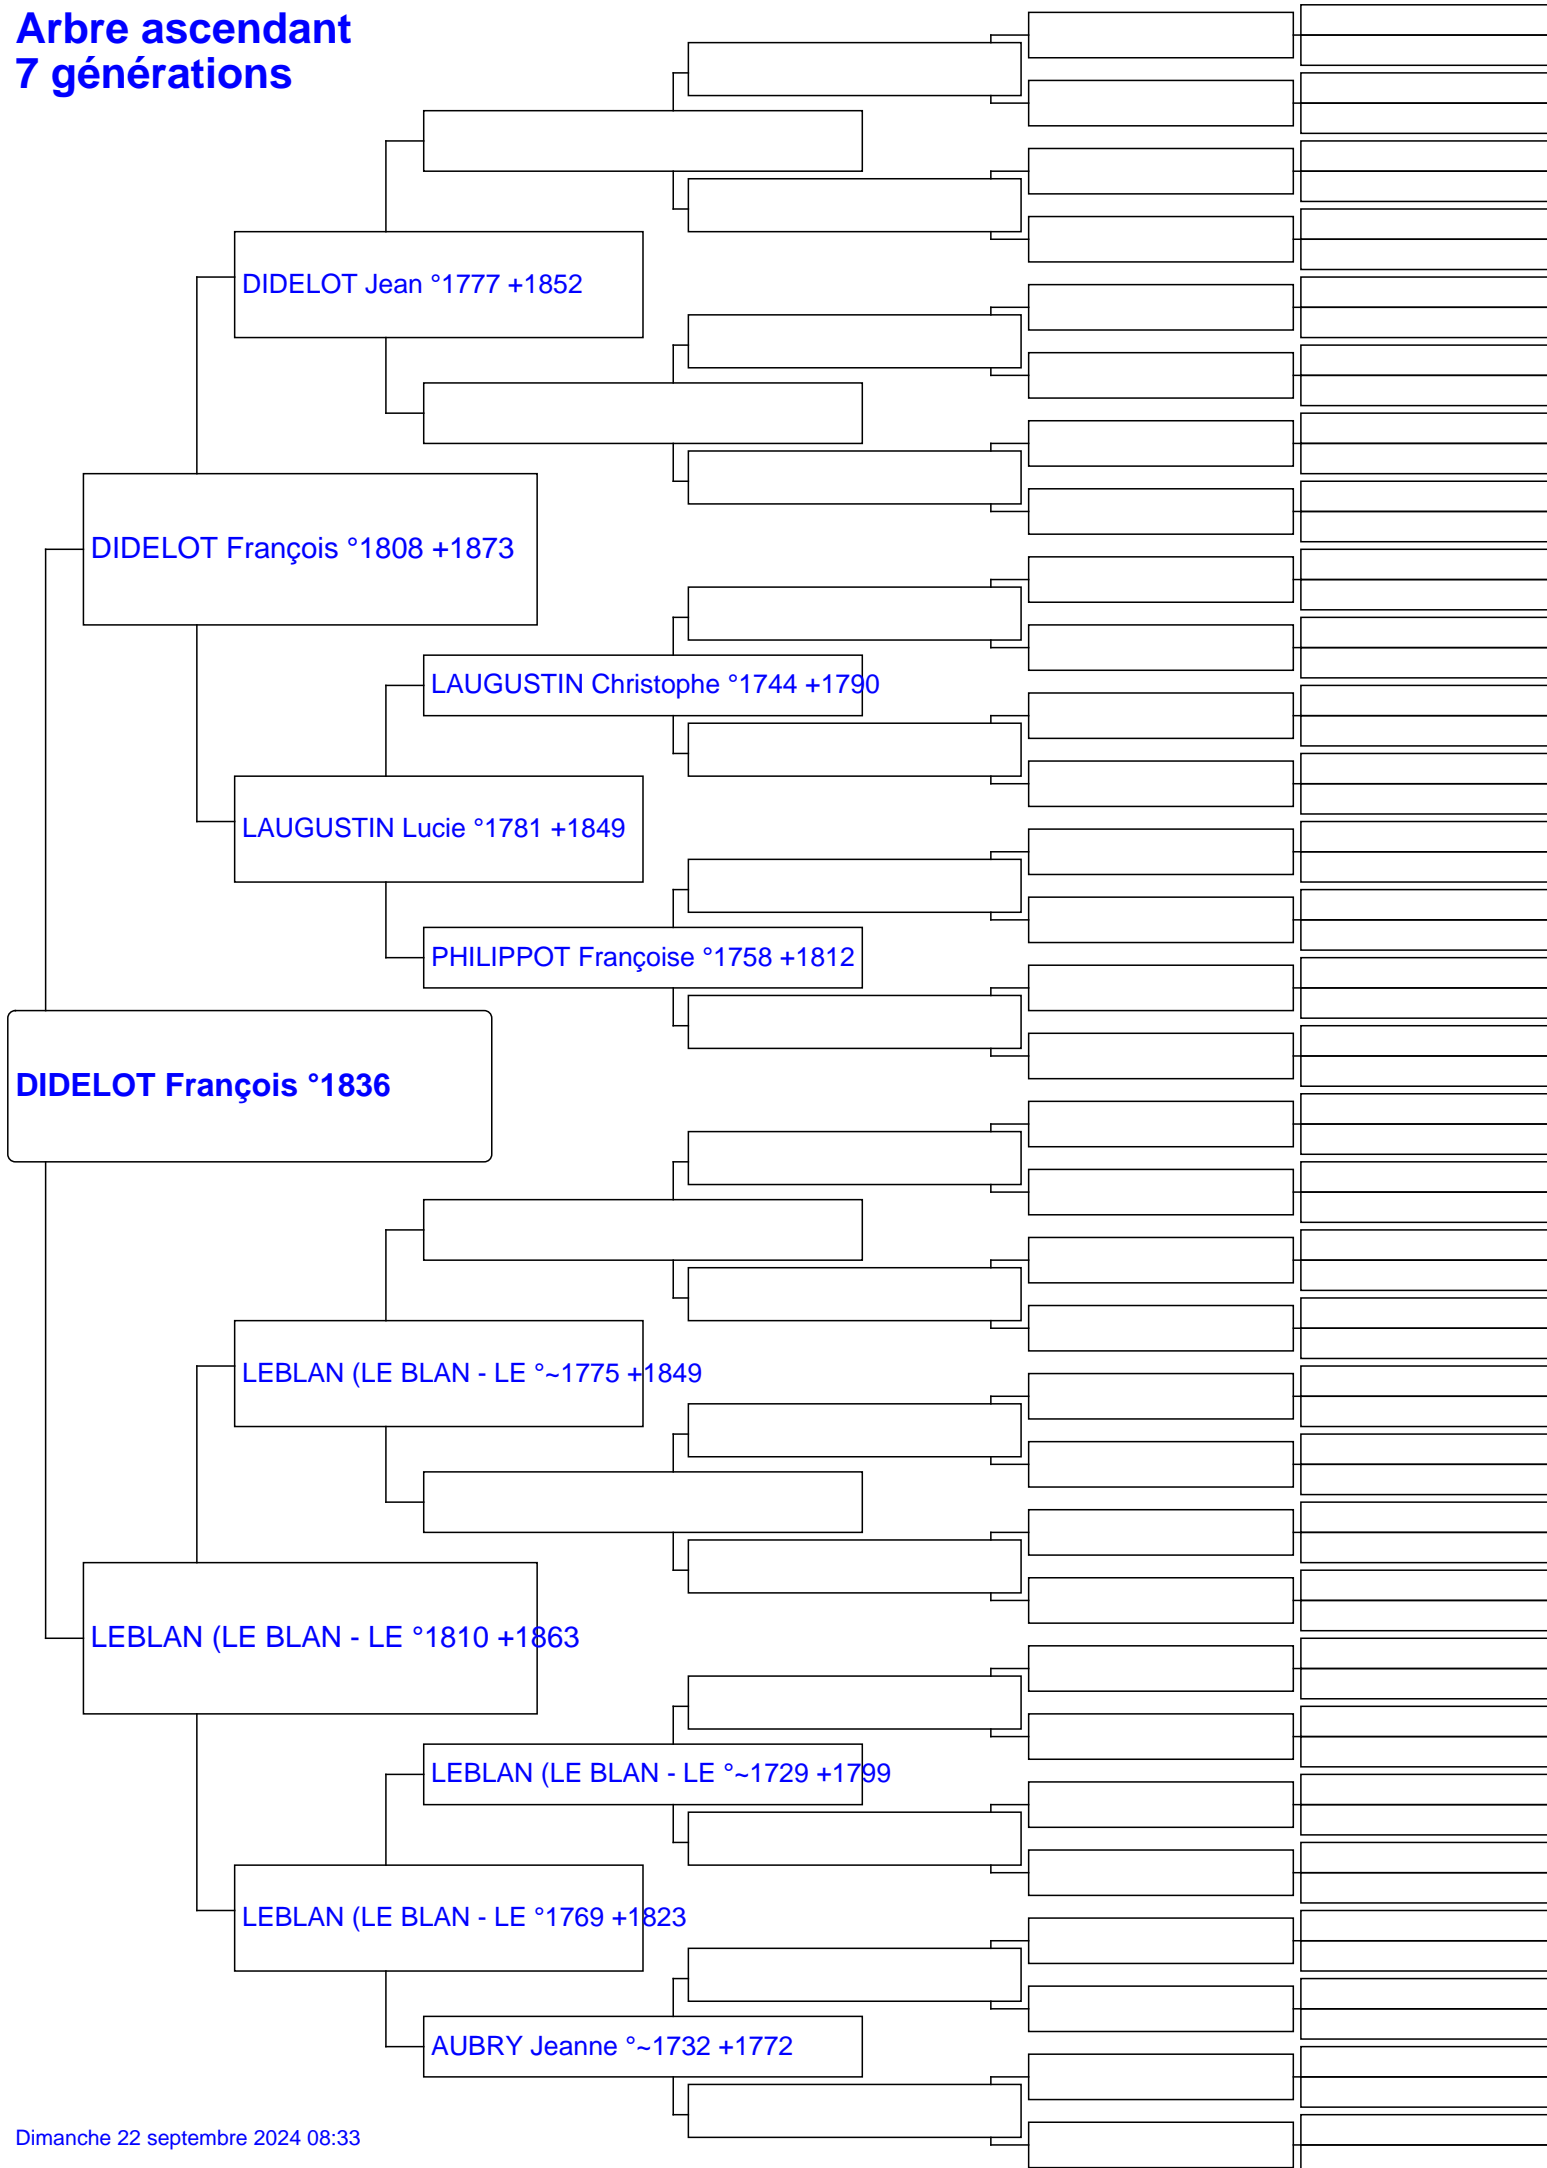 Arbre ascendant
7 générations
DIDELOT Jean °1777 +1852
DIDELOT François °1808 +1873
LAUGUSTIN Christophe °1744 +1790
LAUGUSTIN Lucie °1781 +1849
PHILIPPOT Françoise °1758 +1812
DIDELOT François °1836
LEBLAN (LE BLAN - LE °~1775 +1849
LEBLAN (LE BLAN - LE °1810 +1863
LEBLAN (LE BLAN - LE °~1729 +1799
LEBLAN (LE BLAN - LE °1769 +1823
AUBRY Jeanne °~1732 +1772
Dimanche 22 septembre 2024 08:33